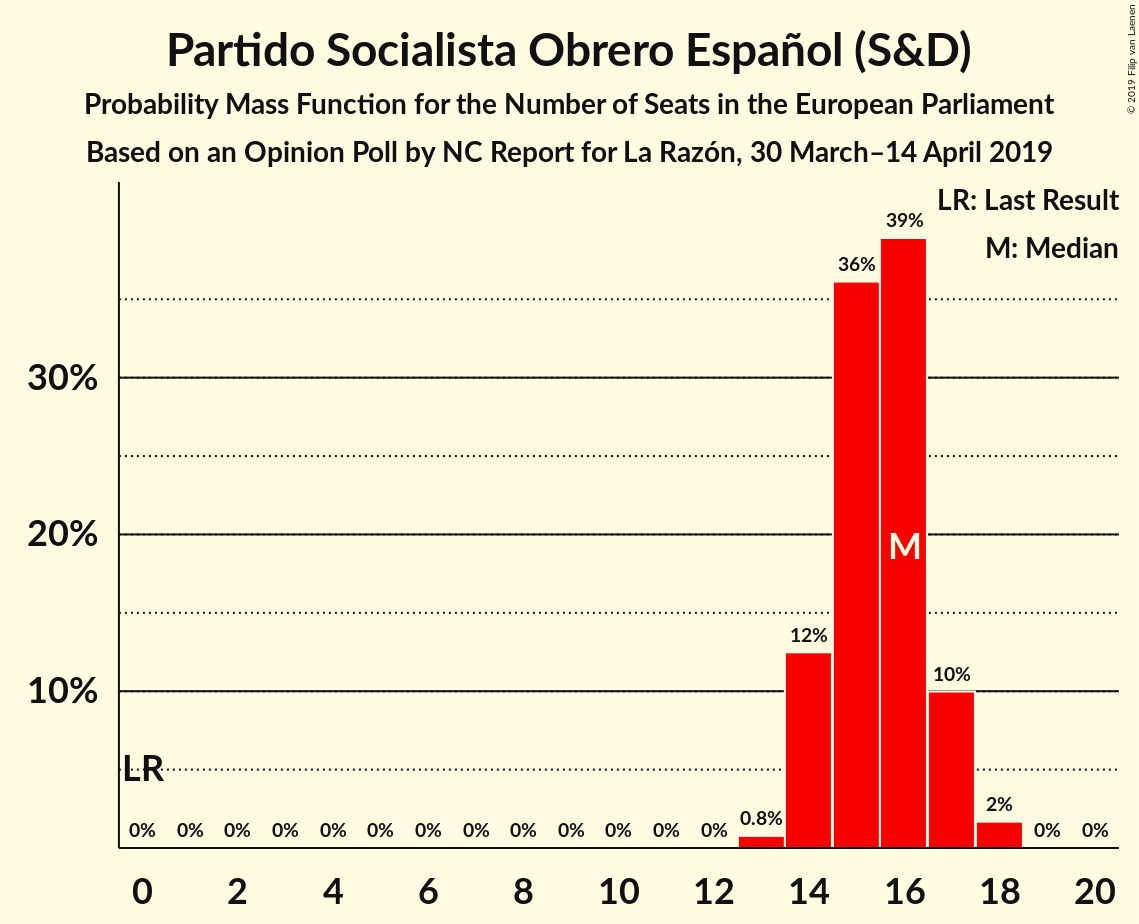 Partido Socialista Obrero Español (S&D)
Probability Mass Function for the Number of Seats in the European Parliament
Based on an Opinion Poll by NC Report for La Razón, 30 March–14 April 2019
© 2019 Filip van Laenen
LR: Last Result
M: Median
39%
36%
30%
20%
M
12%
10%
10%
LR
0% 0% 0% 0% 0% 0% 0% 0% 0% 0% 0% 0% 0% 0.8% 2% 0% 0%
0 2 4 6 8 10 12 14 16 18 20